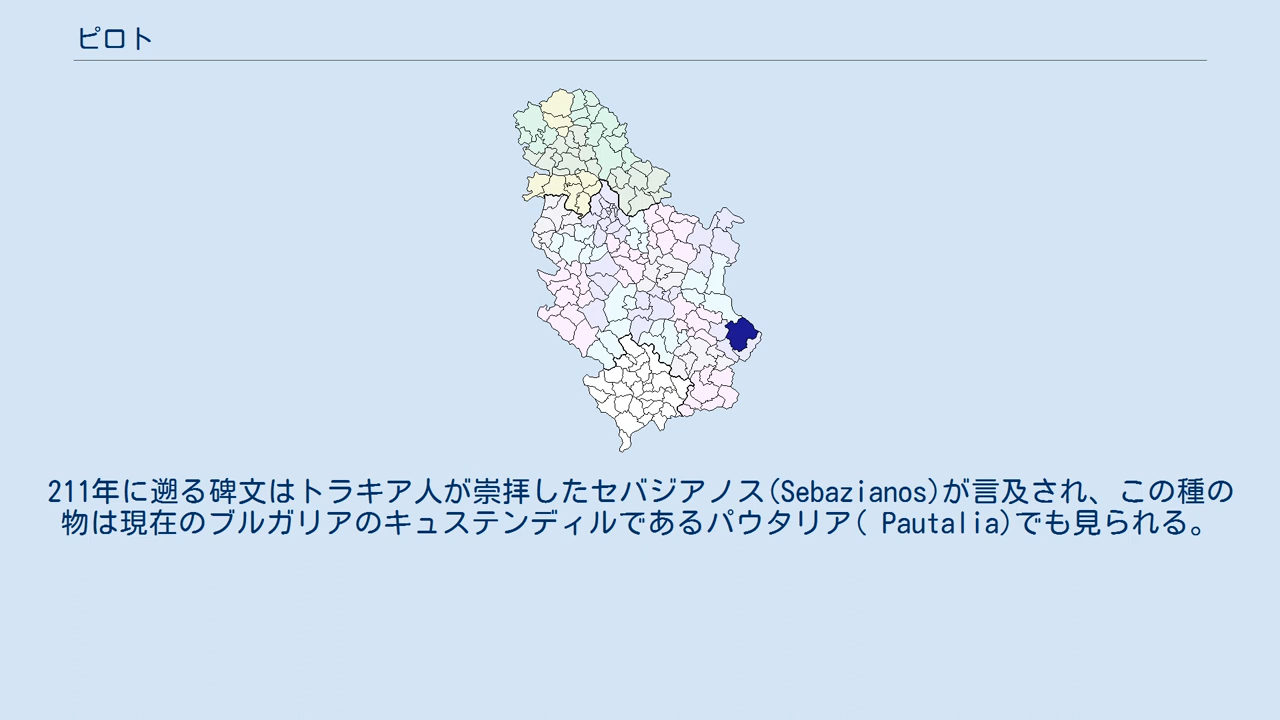 ピロト
211年に遡る碑文はトラキア人が崇拝したセバジアノス(Sebazianos)が言及され、この種の
物は現在のブルガリアのキュステンディルであるパウタリア( Pautalia)でも見られる。